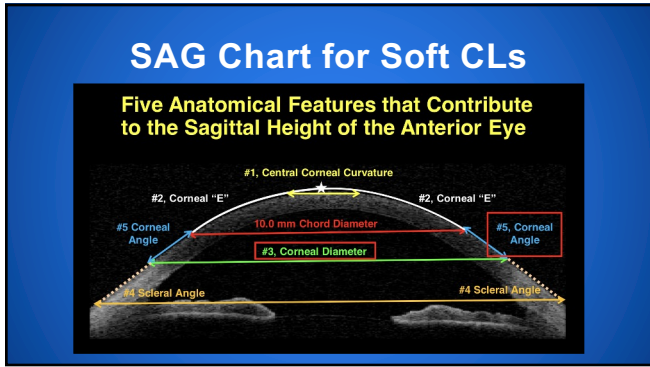 SAG Chart for Soft CLs
Five Anatomical Features that Contribute
to the Sagittal Height of the Anterior Eye
#1, Central Corneal Curvature
#2, Corneal “E”
#2, Corneal “E”
#5 Corneal
Angle
10.0 mm Chord Diameter
#5, Corneal
Angle
#3, Corneal Diameter
#4 Scleral Angle
#4 Scleral Angle